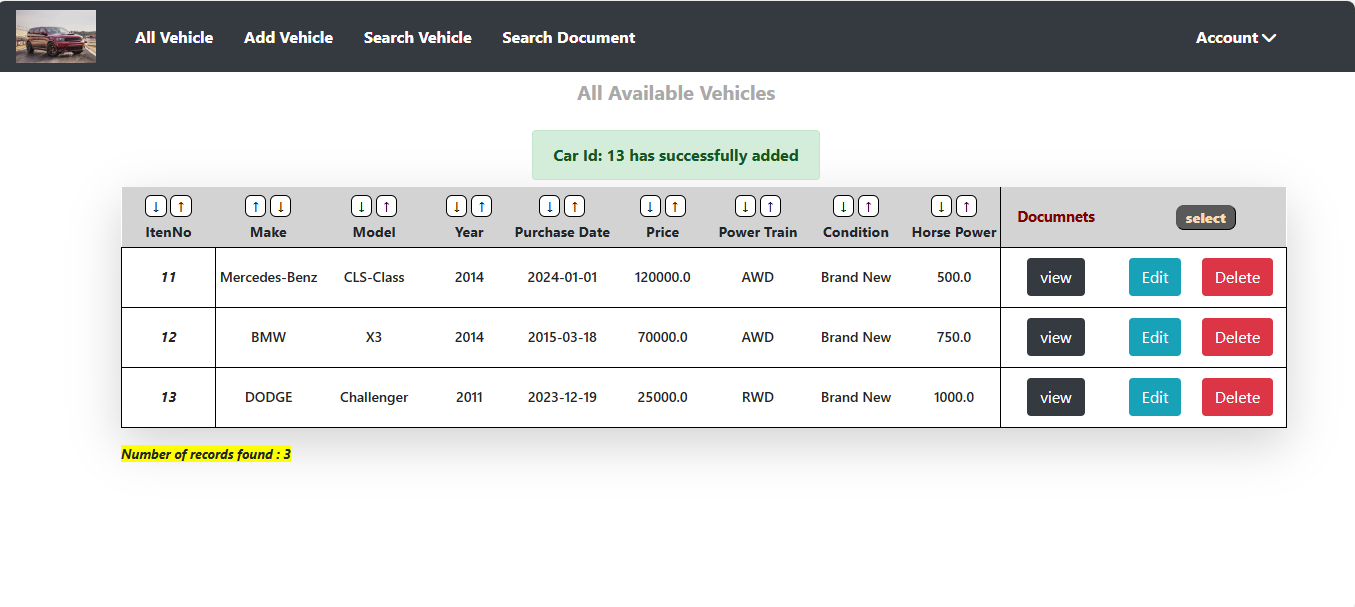 All Vehicle Add Vehicle Search Vehicle Search Document Account
All Available Vehicles
Car Id: 13 has successfully added
↓ ↑ ↑ ↓ ↓ ↑ ↓ ↑ ↓ ↑ ↓ ↑ ↓ ↑ ↓ ↑ ↓ ↑
ItenNo Make Model Year Purchase Date Price Power Train Condition Horse Power Documnets select
11 Mercedes-Benz CLS-Class 2014 2024-01-01 120000.0 AWD Brand New 500.0 view Edit Delete
12 BMW X3 2014 2015-03-18 70000.0 AWD Brand New 750.0 view Edit Delete
13 DODGE Challenger 2011 2023-12-19 25000.0 RWD Brand New 1000.0 view Edit Delete
Number of records found : 3